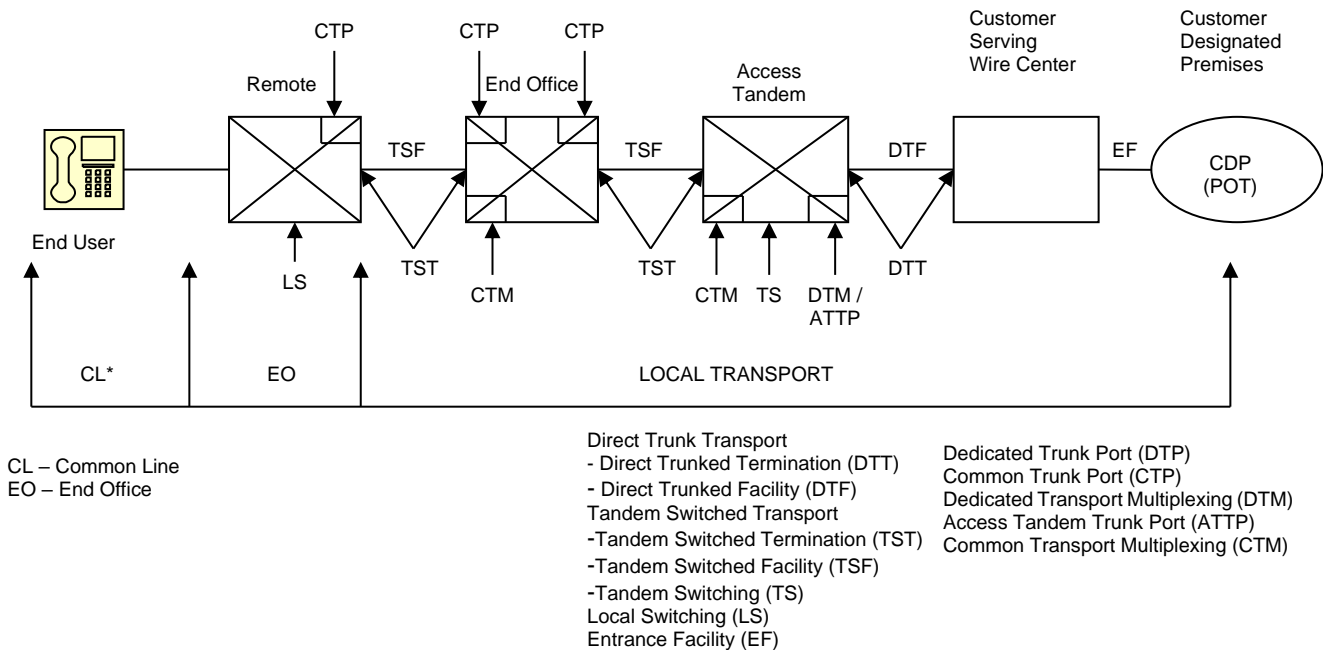 CTP
CTP
CTP
Customer
Serving
Wire Center
Customer
Designated
Premises
Remote
End Office
Access
Tandem
TSF
TSF
DTF
EF
CDP
(POT)
End User
LS
TST
CTM
TST
CTM
TS
DTM /
ATTP
DTT
CL*
EO
LOCAL TRANSPORT
CL – Common Line
EO – End Office
Direct Trunk Transport
- Direct Trunked Termination (DTT)
- Direct Trunked Facility (DTF)
Tandem Switched Transport
-Tandem Switched Termination (TST)
-Tandem Switched Facility (TSF)
-Tandem Switching (TS)
Local Switching (LS)
Entrance Facility (EF)
Dedicated Trunk Port (DTP)
Common Trunk Port (CTP)
Dedicated Transport Multiplexing (DTM)
Access Tandem Trunk Port (ATTP)
Common Transport Multiplexing (CTM)